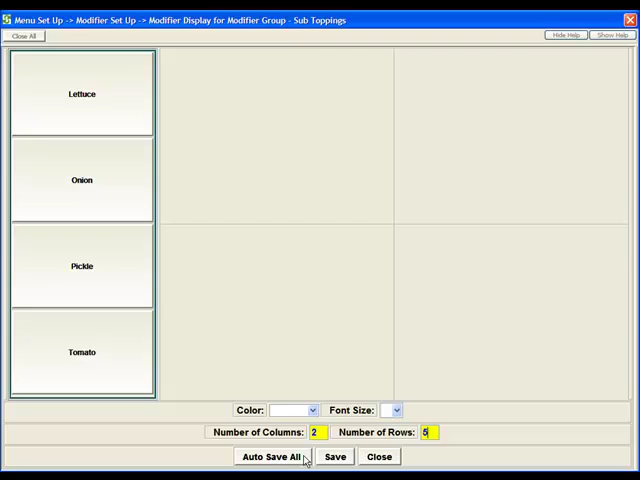 Menu Set Up -> Modifier Set Up -> Modifier Display for Modifier Group - Sub Toppings
Close All
Hide Help
Show Help
Lettuce
Onion
Pickle
Tomato
Color:
Font Size:
Number of Columns: 2
Number of Rows: 5
Auto Save All
Save
Close